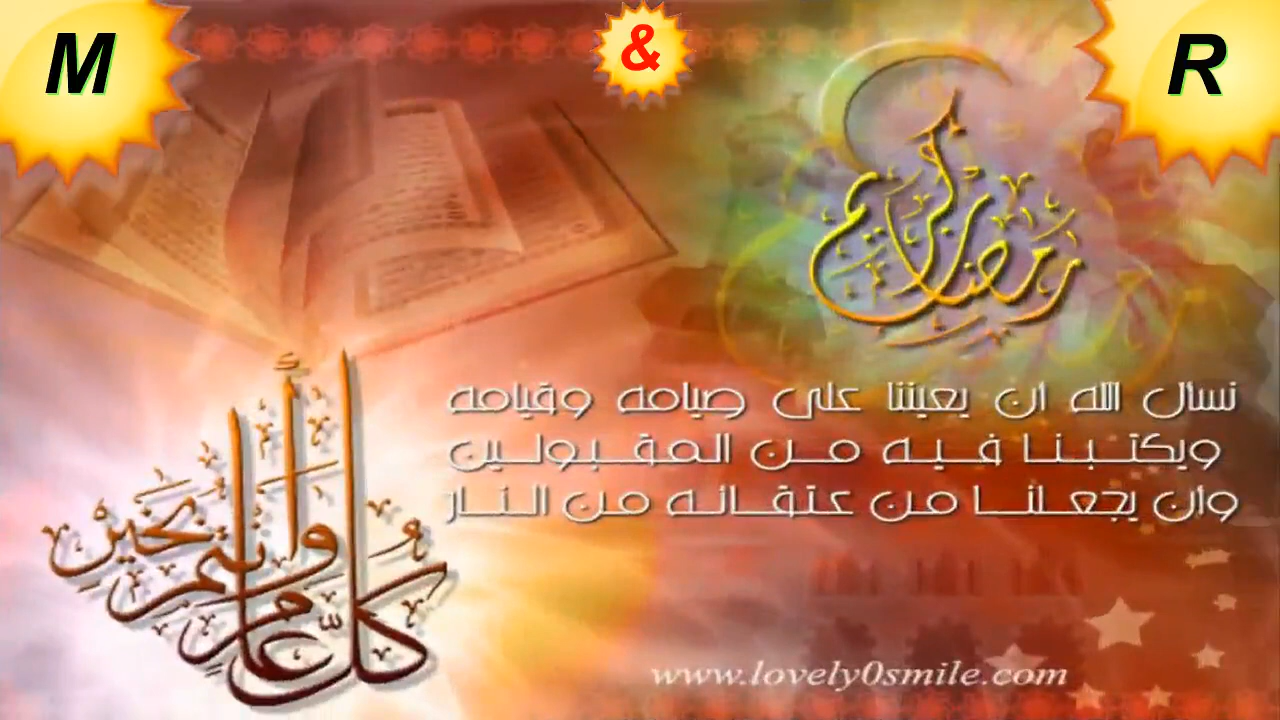 M & R
رمضان كريم
نسال الله ان يعيننا على صيامه وقيامه
ويكتبنا فيه من المقبولين
وان يجعلنا من عتقائه من النار
كل عام وأنتم بخير
www.lovely0smile.com